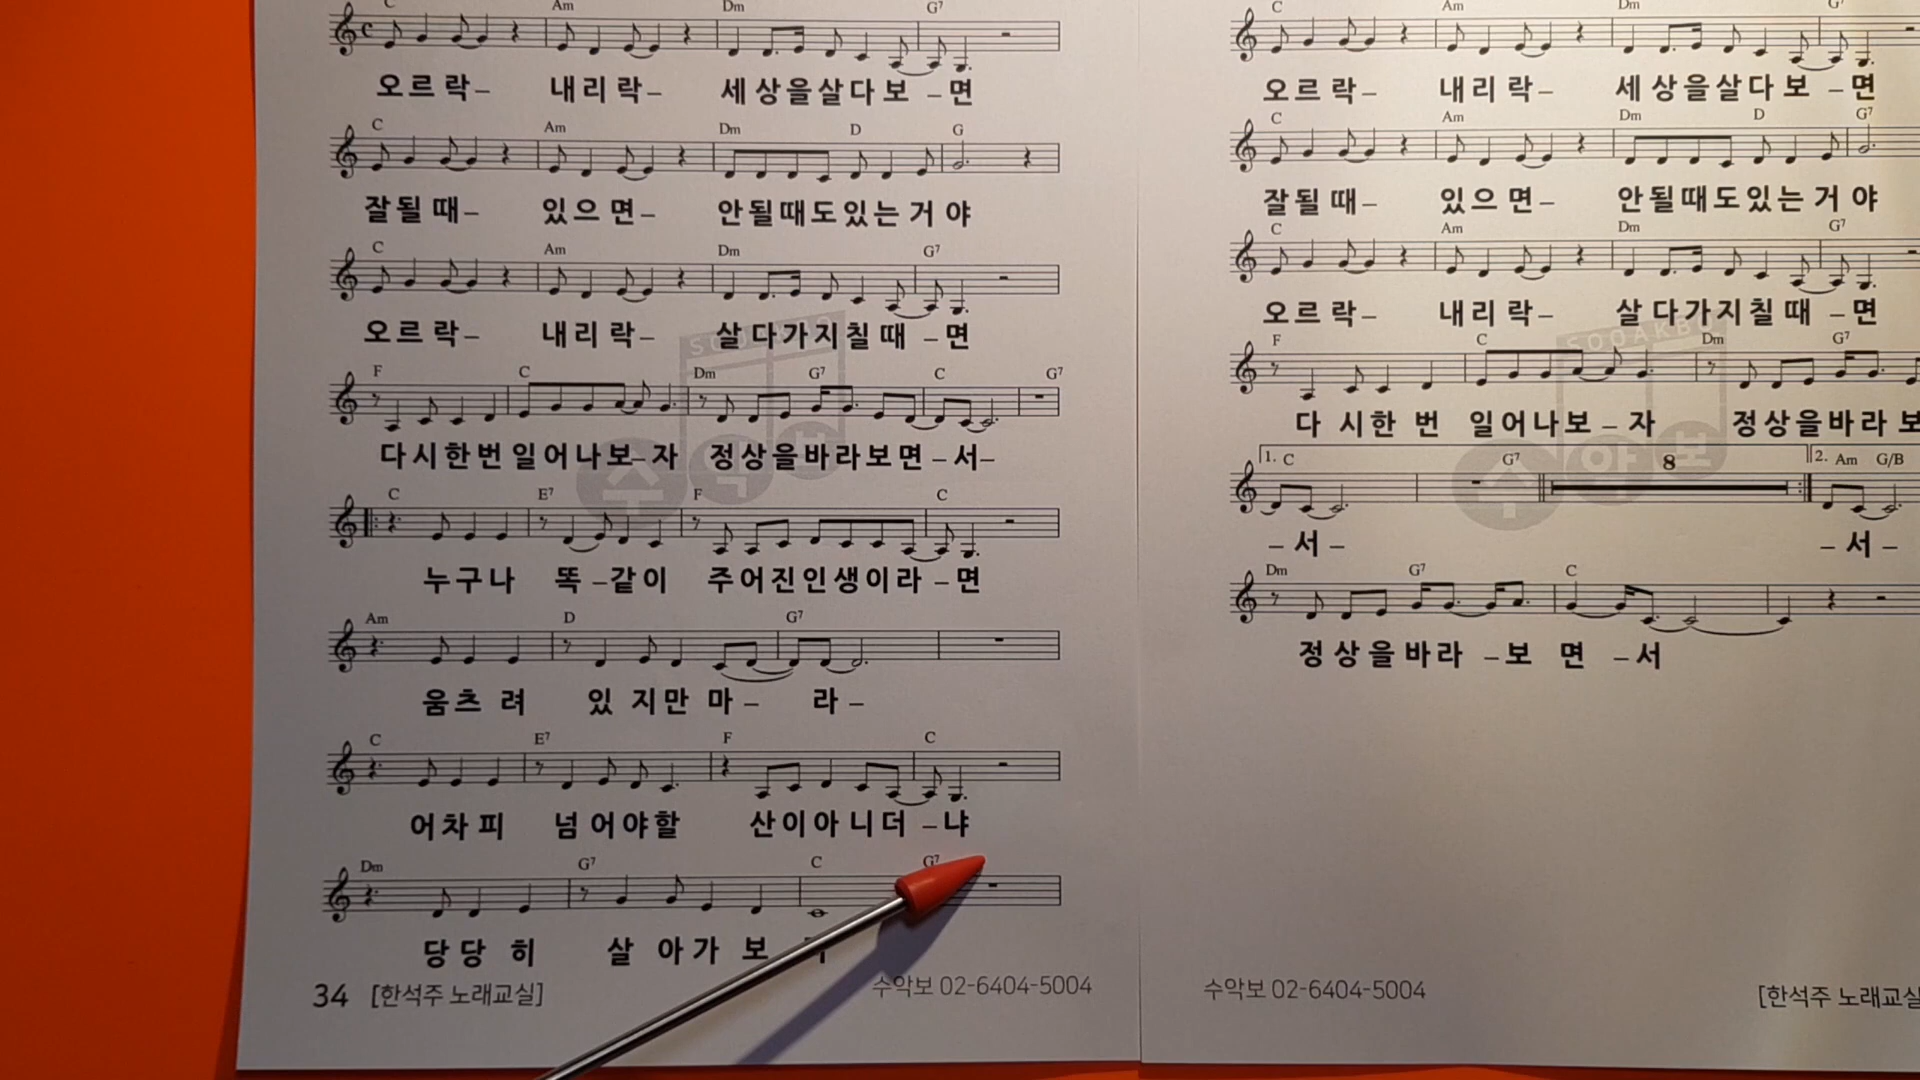 C Am Dm G7
오르락– 내리락– 세상을살다보 –면
C Am Dm D G
잘될때– 있으면– 안될때도있는거야
C Am Dm G7
오르락– 내리락– 살다가지칠때 –면
F C Dm G7 C G7
다시한번일어나보–자 정상을바라보면–서–
C E7 F C
누구나 똑–같이 주어진인생이라–면
Am D G7
움츠려 있지만마– 라–
C E7 F C
어차피 넘어야할 산이아니더–냐
Dm G7 C G7
당당히 살아가보
34 [한석주 노래교실] 수악보 02-6404-5004
C Am Dm G7
오르락– 내리락– 세상을살다보 –면
C Am Dm D G7
잘될때– 있으면– 안될때도있는거야
C Am Dm G7
오르락– 내리락– 살다가지칠때 –면
F C Dm G7
다시한번 일어나보–자 정상을바라보
1. C G7 8 2. Am G/B
–서– –서–
Dm G7 C
정상을바라–보면 –서
수악보 02-6404-5004 [한석주 노래교실
SOOAKBO
수악보